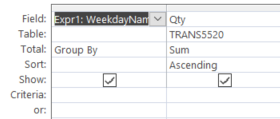 Field: Expr1: WeekdayNam Qty
Table: TRANS5520
Total: Group By Sum
Sort: Ascending
Show:
Criteria:
or: